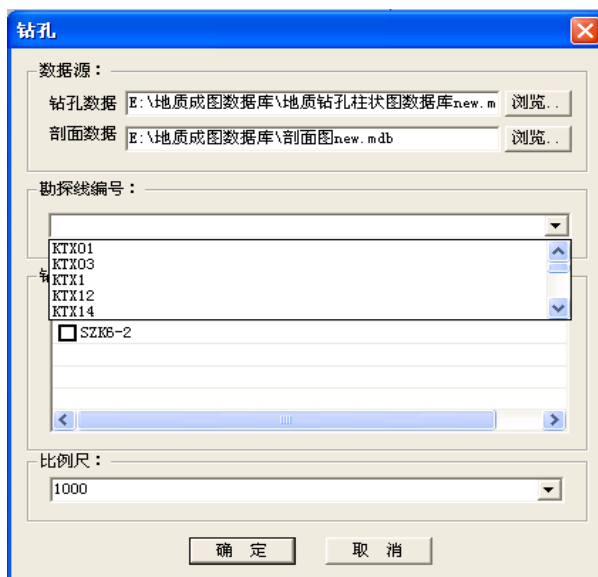 钻孔
数据源：
钻孔数据 E:\地质成图数据库\地质钻孔柱状图数据库new.m 浏览..
剖面数据 E:\地质成图数据库\剖面图new.mdb 浏览..
勘探线编号：
KTX01
KTX03
KTX1
KTX12
KTX14
SZK6-2
比例尺：
1000
确 定 取 消